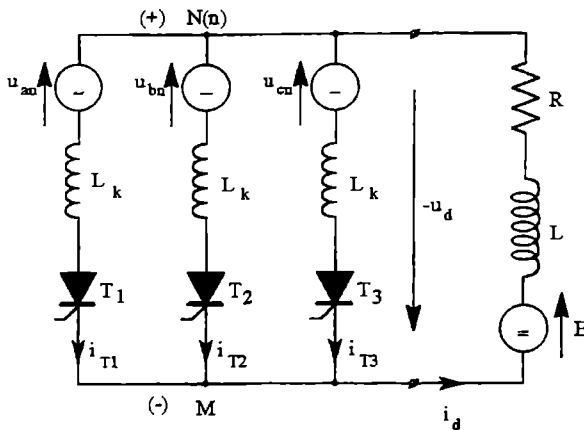 (+) N(n)
u_an ~ u_bn – u_cn –
R
L_k L_k L_k
-u_d
L
T_1 T_2 T_3
= E
i_T1 i_T2 i_T3
(-) M
i_d